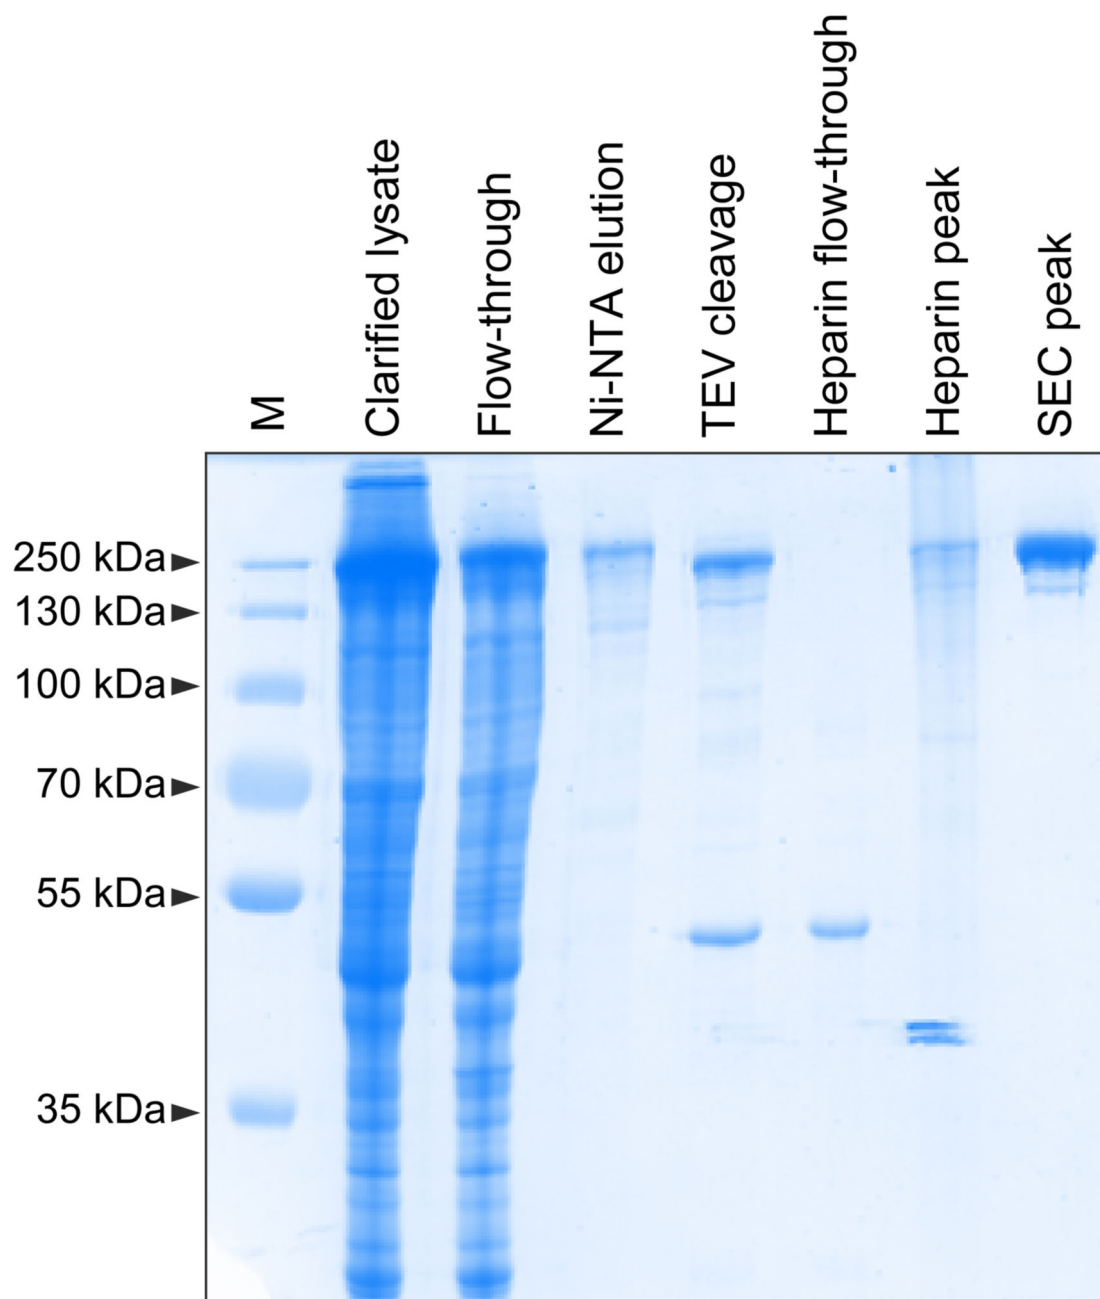 M
Clarified lysate
Flow-through
Ni-NTA elution
TEV cleavage
Heparin flow-through
Heparin peak
SEC peak
250 kDa
130 kDa
100 kDa
70 kDa
55 kDa
35 kDa